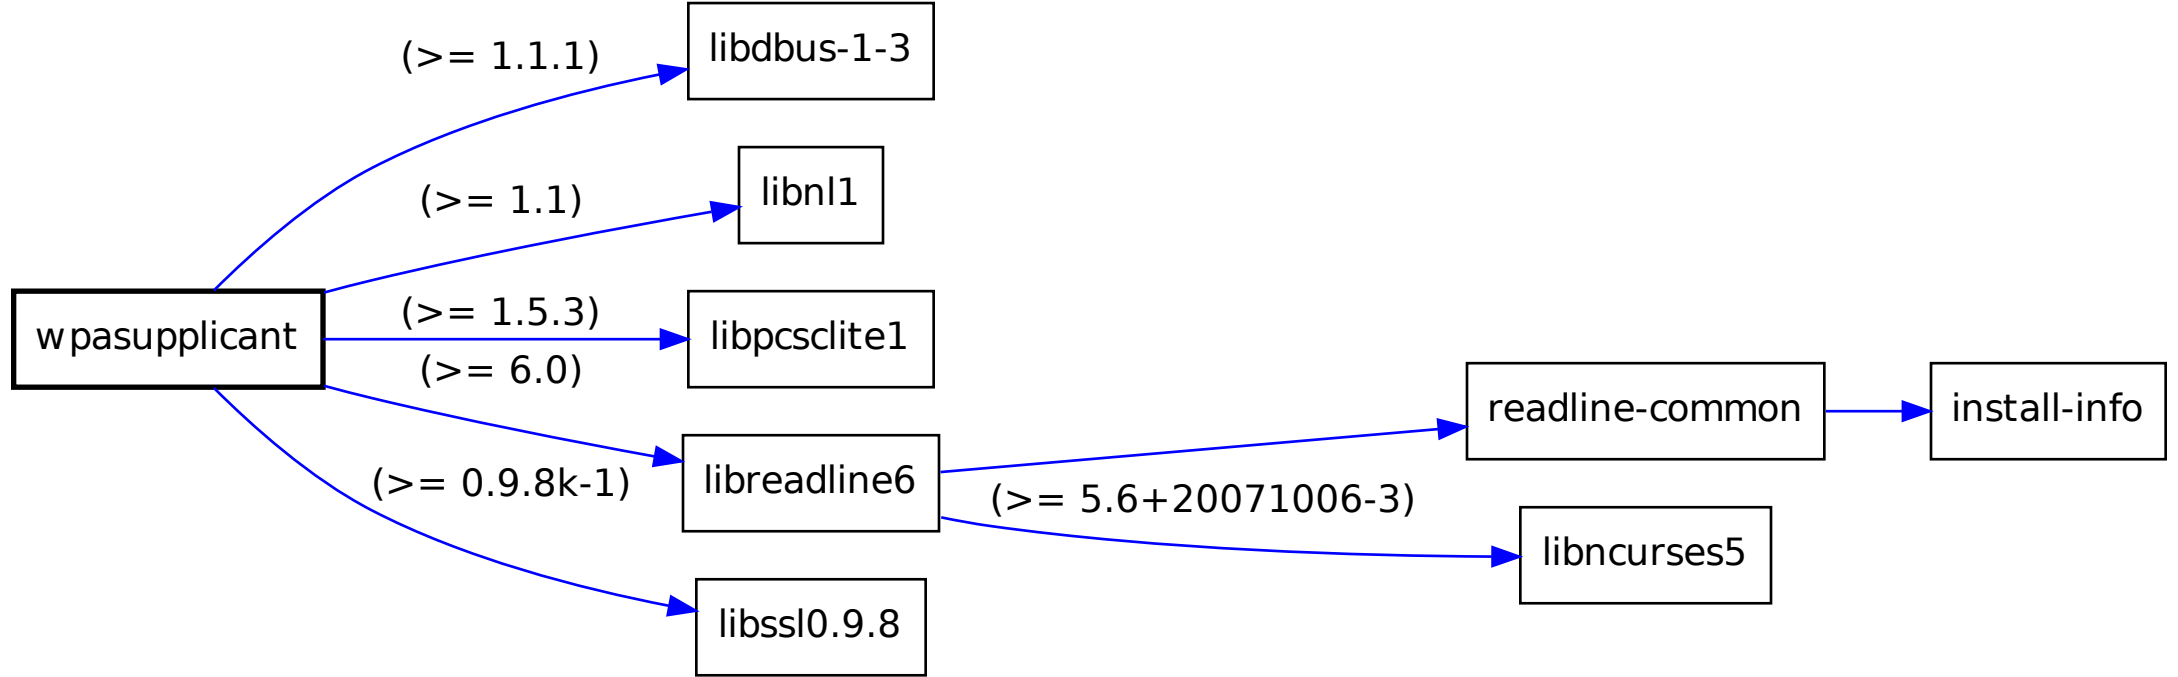 (>= 1.1.1)
libdbus-1-3
(>= 1.1)
libnl1
wpasupplicant
(>= 1.5.3)
libpcsclite1
(>= 6.0)
libreadline6
readline-common
install-info
(>= 0.9.8k-1)
(>= 5.6+20071006-3)
libncurses5
libssl0.9.8